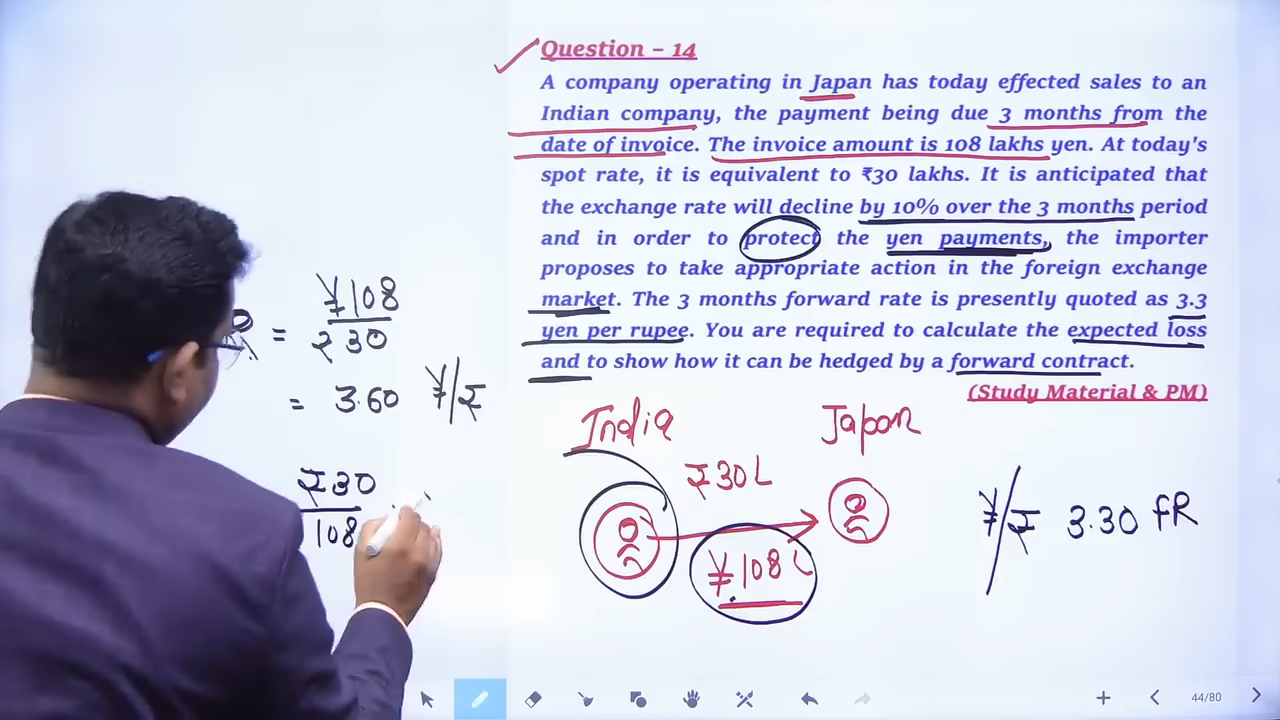 Question – 14
A company operating in Japan has today effected sales to an
Indian company, the payment being due 3 months from the
date of invoice. The invoice amount is 108 lakhs yen. At today's
spot rate, it is equivalent to ₹30 lakhs. It is anticipated that
the exchange rate will decline by 10% over the 3 months period
and in order to protect the yen payments, the importer
proposes to take appropriate action in the foreign exchange
market. The 3 months forward rate is presently quoted as 3.3
yen per rupee. You are required to calculate the expected loss
and to show how it can be hedged by a forward contract.
(Study Material & PM)
= ¥108
₹30
= 3.60 ¥/₹
₹30
108
India
Japan
₹30L
¥108L
¥/₹ 3.30 FR
44/80